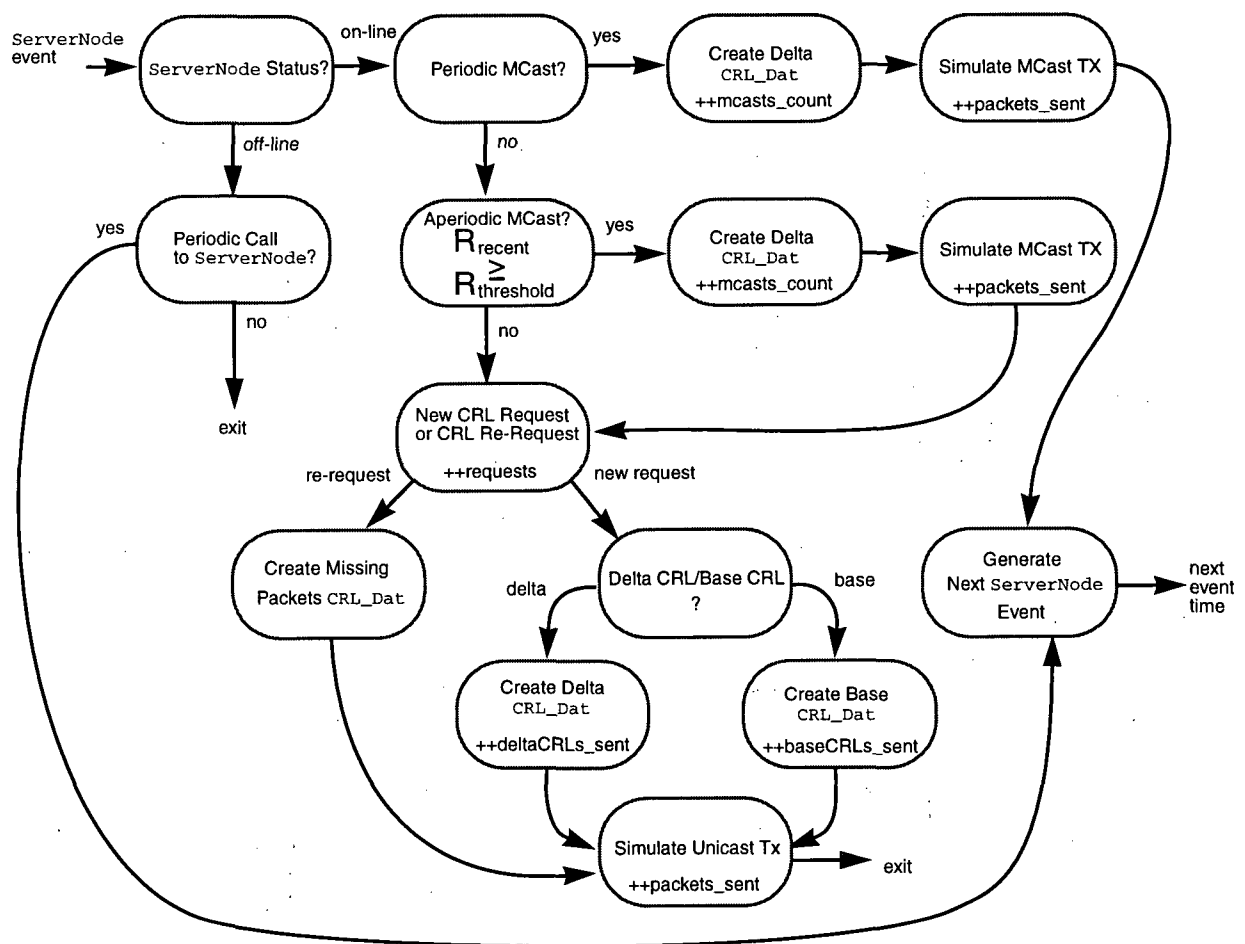 ServerNode
event
ServerNode Status?
on-line
Periodic MCast?
yes
Create Delta
CRL_Dat
++mcasts_count
Simulate MCast TX
++packets_sent
off-line
no
yes
Periodic Call
to ServerNode?
no
exit
Aperiodic MCast?
Rrecent
≥
Rthreshold
yes
Create Delta
CRL_Dat
++mcasts_count
Simulate MCast TX
++packets_sent
no
New CRL Request
or CRL Re-Request
++requests
re-request
new request
Create Missing
Packets CRL_Dat
delta
Delta CRL/Base CRL
?
base
Generate
Next ServerNode
Event
next
event
time
Create Delta
CRL_Dat
++deltaCRLs_sent
Create Base
CRL_Dat
++baseCRLs_sent
Simulate Unicast Tx
++packets_sent
exit